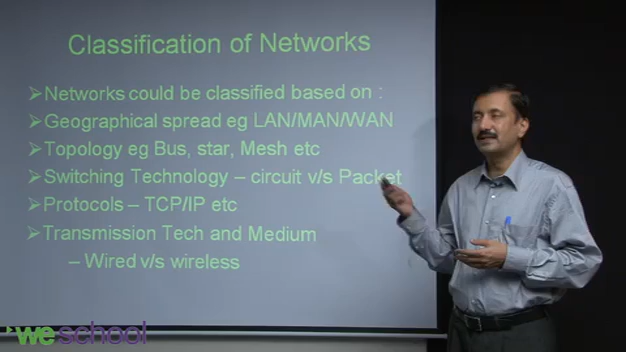 Classification of Networks
➢Networks could be classified based on :
➢Geographical spread eg LAN/MAN/WAN
➢Topology eg Bus, star, Mesh etc
➢Switching Technology – circuit v/s Packet
➢Protocols – TCP/IP etc
➢Transmission Tech and Medium
– Wired v/s wireless
weschool